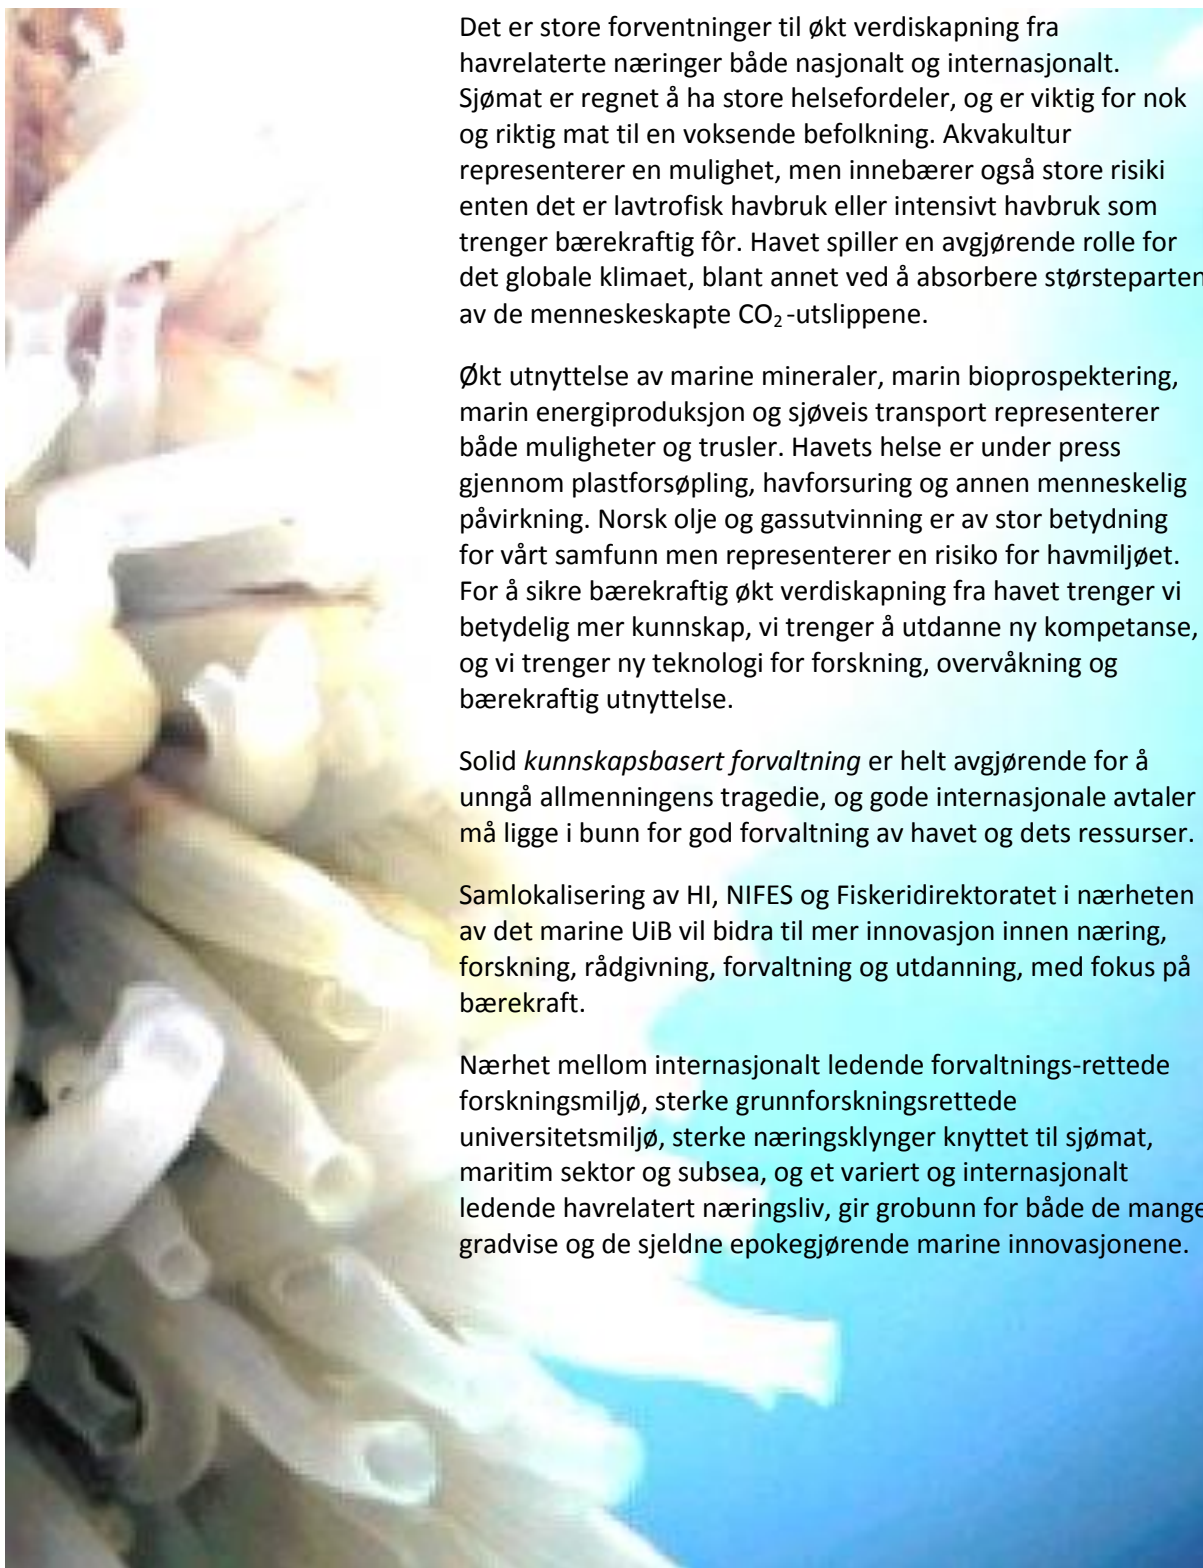 Det er store forventninger til økt verdiskapning fra
havrelaterte næringer både nasjonalt og internasjonalt.
Sjømat er regnet å ha store helsefordeler, og er viktig for nok
og riktig mat til en voksende befolkning. Akvakultur
representerer en mulighet, men innebærer også store risiki
enten det er lavtrofisk havbruk eller intensivt havbruk som
trenger bærekraftig fôr. Havet spiller en avgjørende rolle for
det globale klimaet, blant annet ved å absorbere størsteparten
av de menneskeskapte CO₂-utslippene.
Økt utnyttelse av marine mineraler, marin bioprospektering,
marin energiproduksjon og sjøveis transport representerer
både muligheter og trusler. Havets helse er under press
gjennom plastforsøpling, havforsuring og annen menneskelig
påvirkning. Norsk olje og gassutvinning er av stor betydning
for vårt samfunn men representerer en risiko for havmiljøet.
For å sikre bærekraftig økt verdiskapning fra havet trenger vi
betydelig mer kunnskap, vi trenger å utdanne ny kompetanse,
og vi trenger ny teknologi for forskning, overvåkning og
bærekraftig utnyttelse.
Solid kunnskapsbasert forvaltning er helt avgjørende for å
unngå allmenningens tragedie, og gode internasjonale avtaler
må ligge i bunn for god forvaltning av havet og dets ressurser.
Samlokalisering av HI, NIFES og Fiskeridirektoratet i nærheten
av det marine UiB vil bidra til mer innovasjon innen næring,
forskning, rådgivning, forvaltning og utdanning, med fokus på
bærekraft.
Nærhet mellom internasjonalt ledende forvaltnings-rettede
forskningsmiljø, sterke grunnforskningsrettede
universitetsmiljø, sterke næringsklynger knyttet til sjømat,
maritim sektor og subsea, og et variert og internasjonalt
ledende havrelatert næringsliv, gir grobunn for både de mange
gradvise og de sjeldne epokegjørende marine innovasjonene.